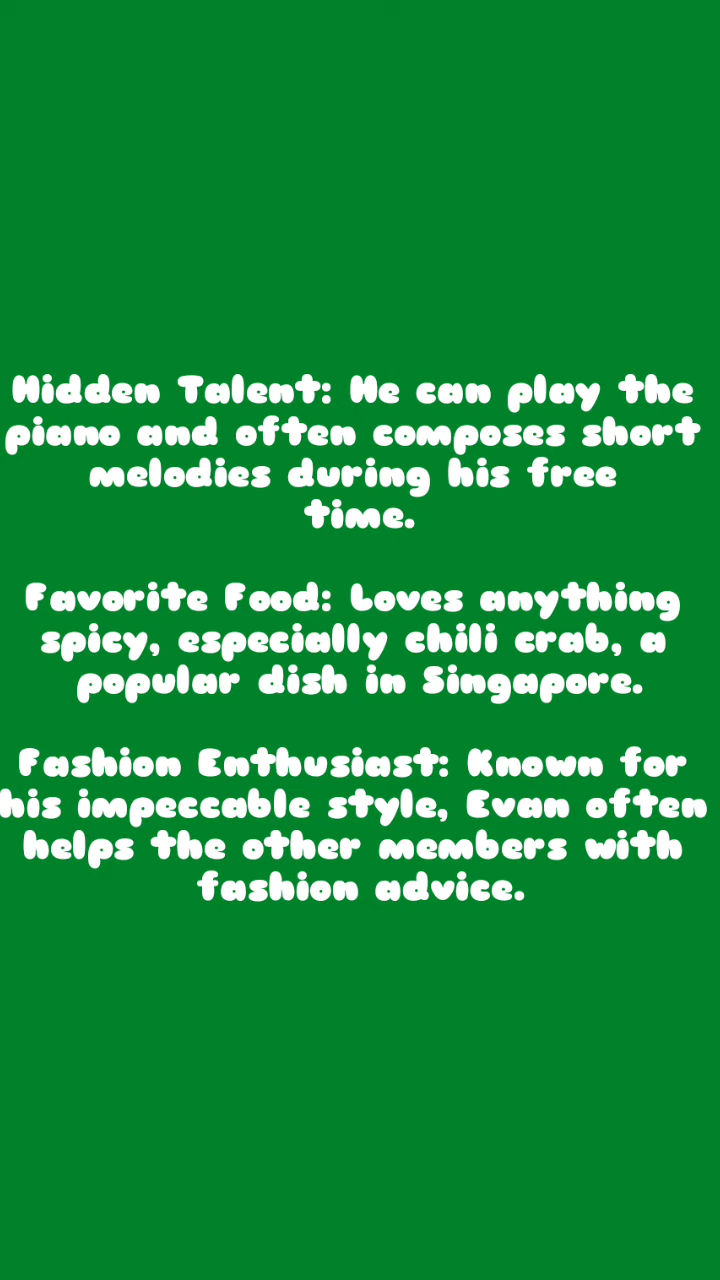 Hidden Talent: He can play the
piano and often composes short
melodies during his free
time.
Favorite Food: Loves anything
spicy, especially chili crab, a
popular dish in Singapore.
Fashion Enthusiast: Known for
his impeccable style, Evan often
helps the other members with
fashion advice.